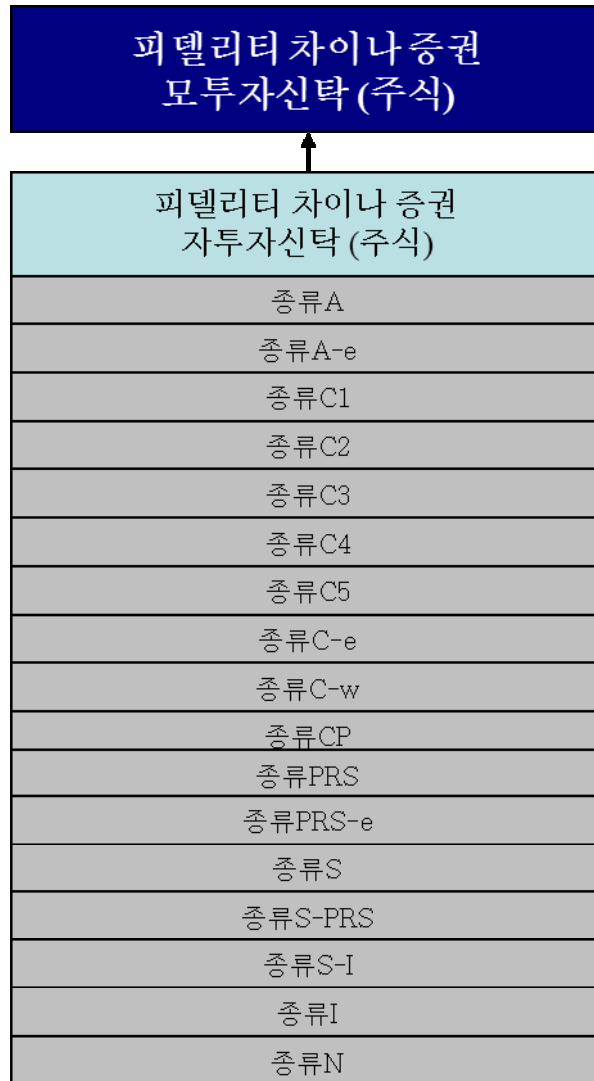 피델리티 차이나 증권
모투자신탁 (주식)
피델리티 차이나 증권
자투자신탁 (주식)
종류A
종류A-e
종류C1
종류C2
종류C3
종류C4
종류C5
종류C-e
종류C-w
종류CP
종류PRS
종류PRS-e
종류S
종류S-PRS
종류S-I
종류I
종류N